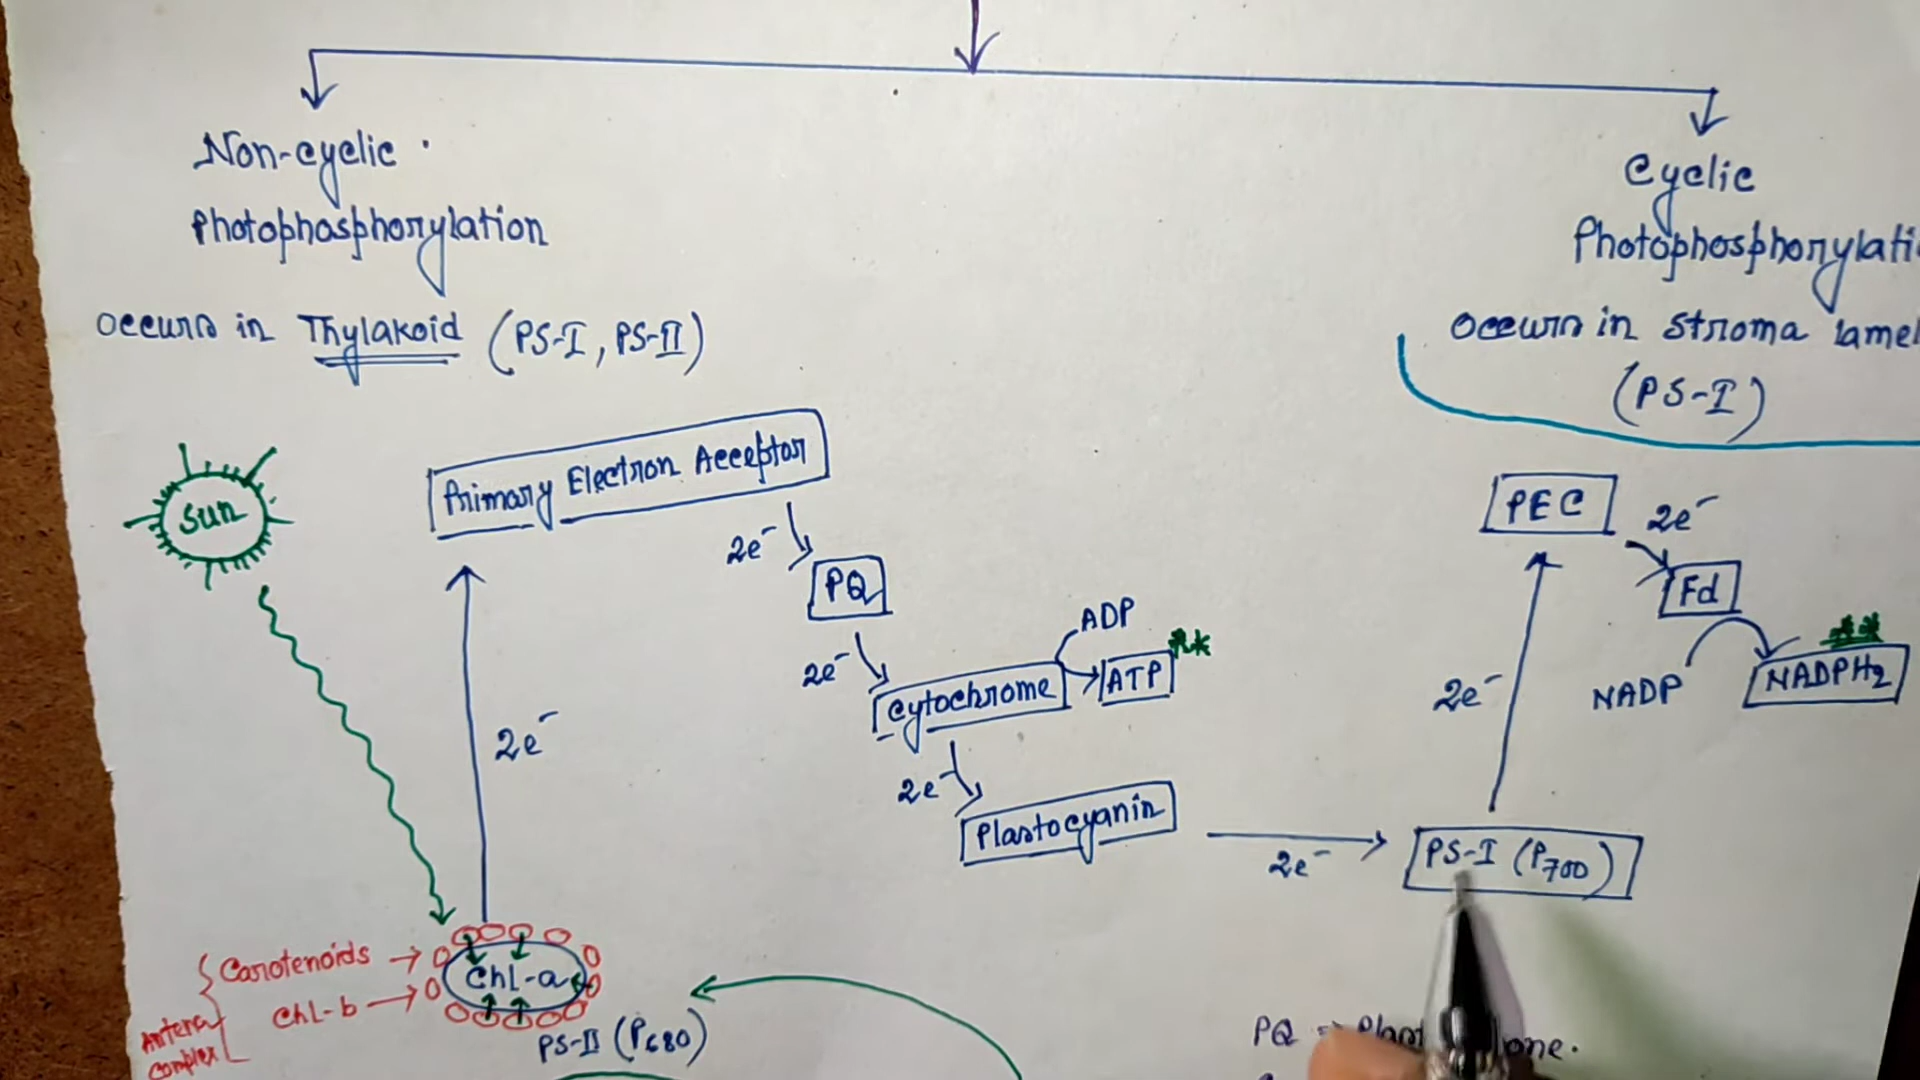 Non-cyclic
Photophosphorylation
occurs in Thylakoid (PS-I, PS-II)
Cyclic
Photophosphorylati
occurs in stroma lamel
(PS-I)
Sun
Primary Electron Acceptor
2e⁻
PQ
2e⁻
Cytochrome
ADP
ATP
**
2e⁻
Plastocyanin
2e⁻
PS-I (P700)
2e⁻
PEC
2e⁻
Fd
NADP
NADPH2
**
2e⁻
Carotenoids
Chl-b
Antena
complex
Chl-a
PS-II (P680)
PQ